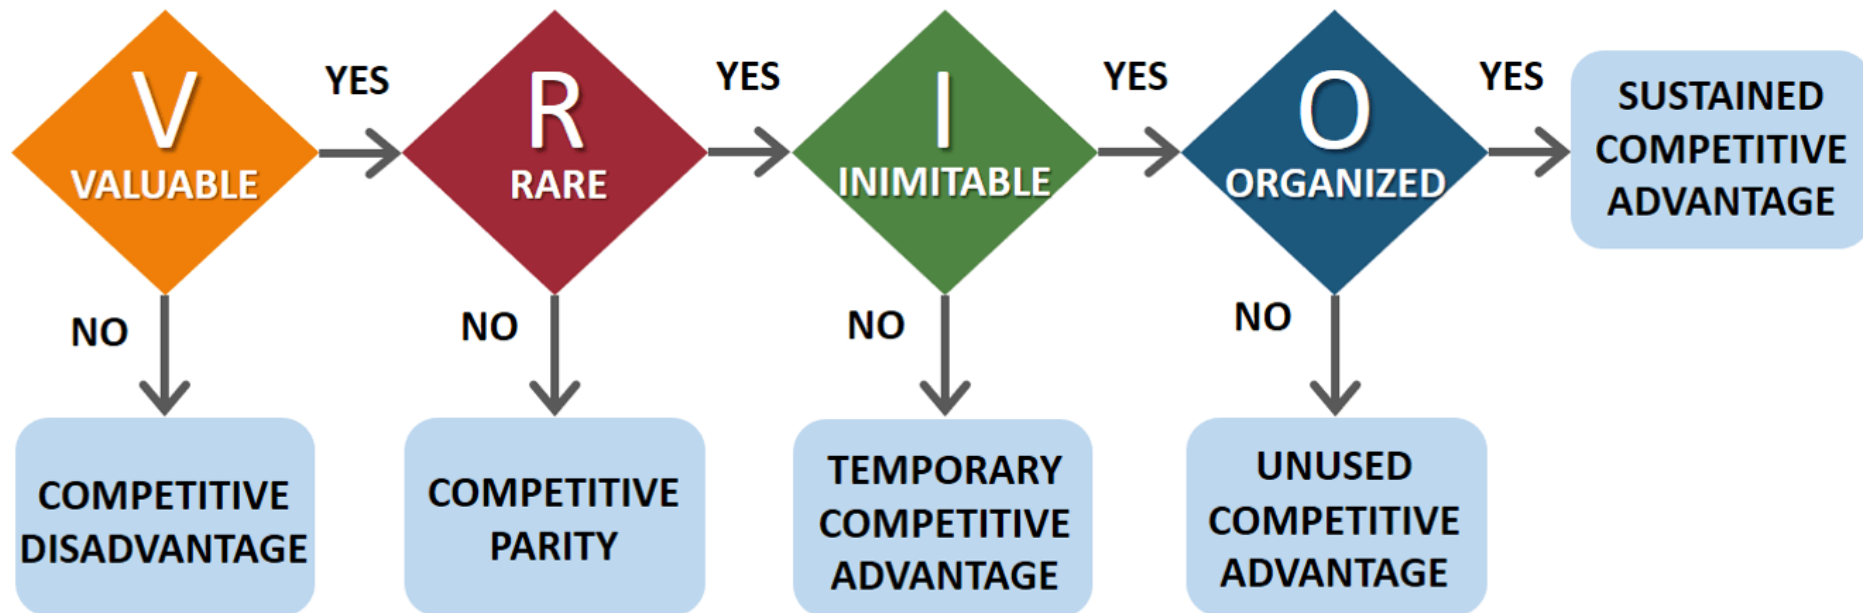 V
VALUABLE
YES
R
RARE
YES
I
INIMITABLE
YES
O
ORGANIZED
YES
SUSTAINED
COMPETITIVE
ADVANTAGE
NO
COMPETITIVE
DISADVANTAGE
NO
COMPETITIVE
PARITY
NO
TEMPORARY
COMPETITIVE
ADVANTAGE
NO
UNUSED
COMPETITIVE
ADVANTAGE